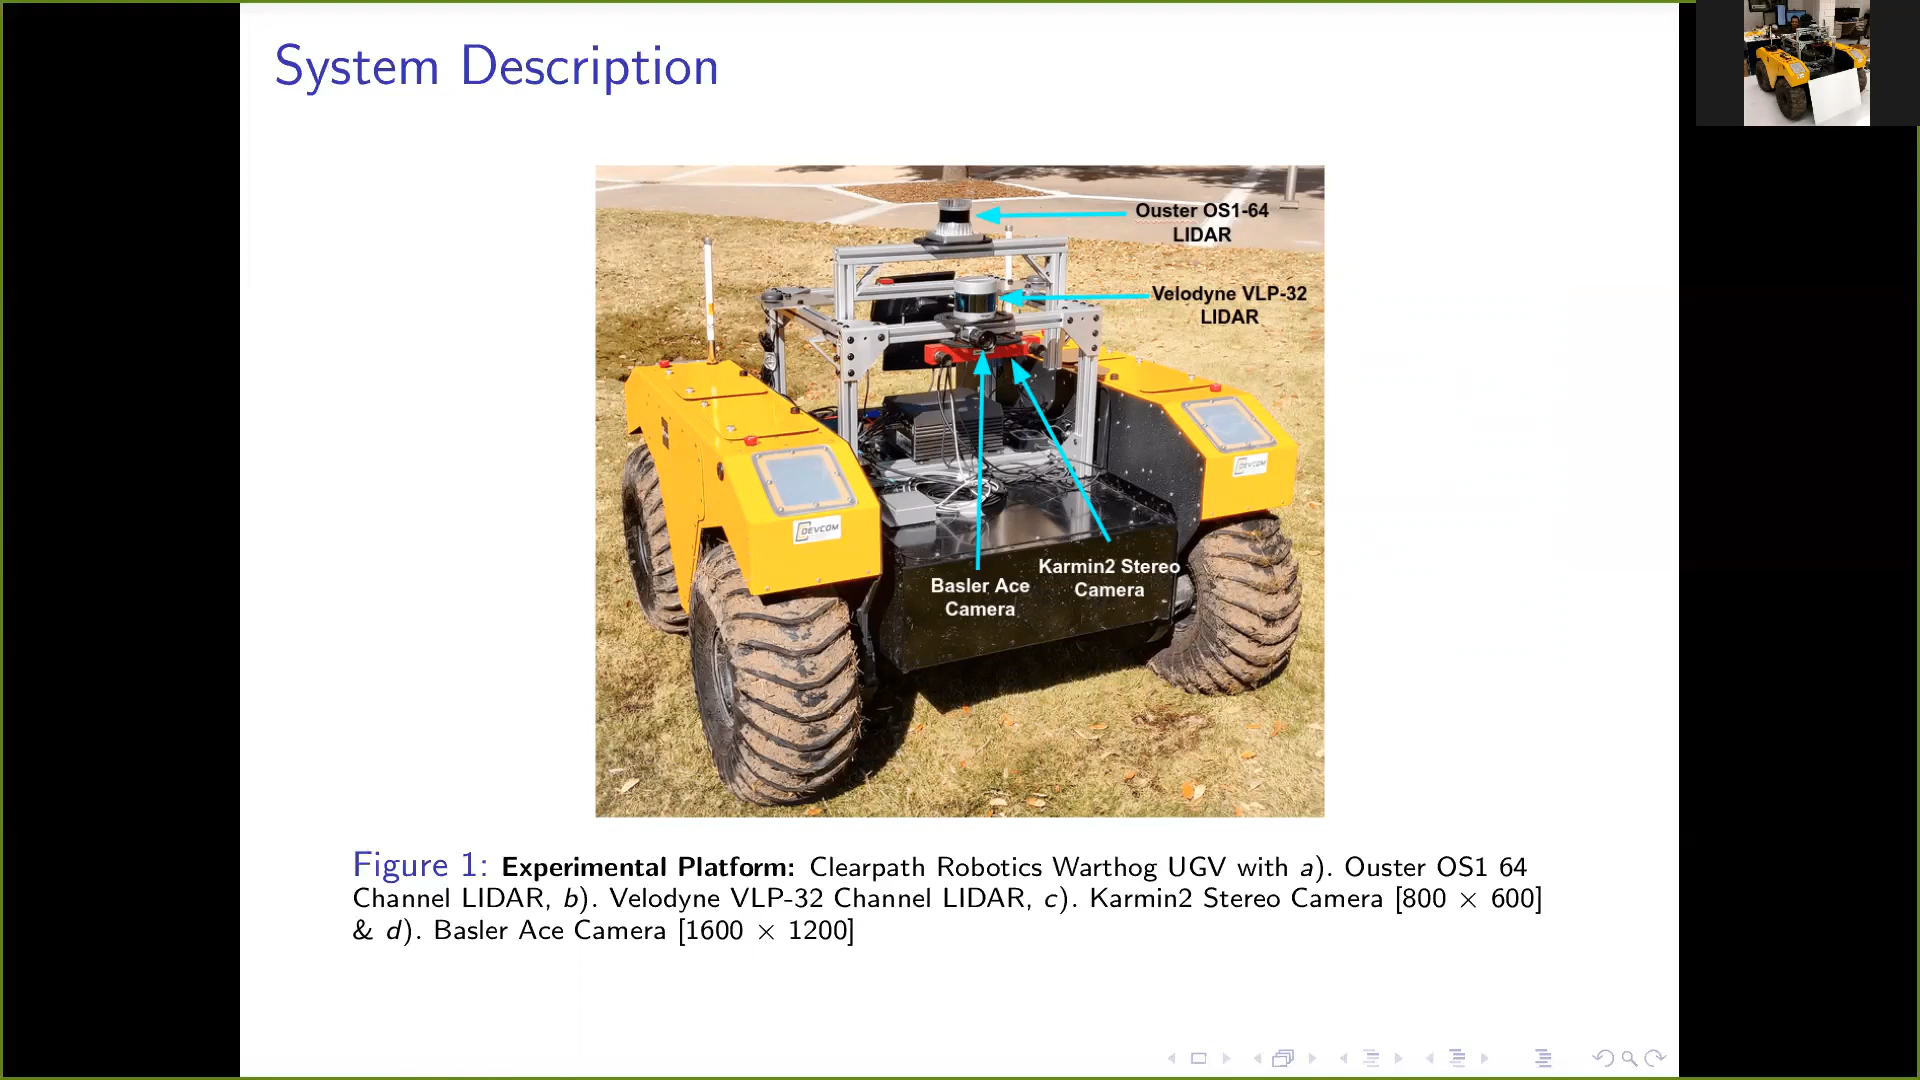 System Description
Ouster OS1-64
LIDAR
Velodyne VLP-32
LIDAR
Karmin2 Stereo
Camera
Basler Ace
Camera
DEVCOM
DEVCOM
Figure 1: Experimental Platform: Clearpath Robotics Warthog UGV with a). Ouster OS1 64
Channel LIDAR, b). Velodyne VLP-32 Channel LIDAR, c). Karmin2 Stereo Camera [800 × 600]
& d). Basler Ace Camera [1600 × 1200]